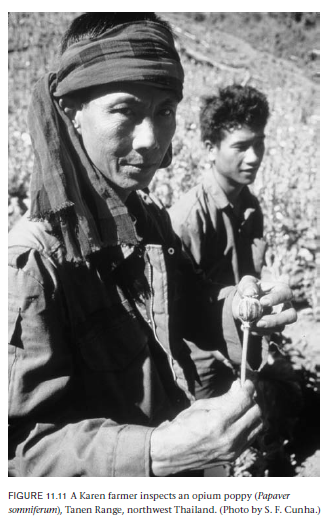 FIGURE 11.11 A Karen farmer inspects an opium poppy (Papaver
somniferum), Tanen Range, northwest Thailand. (Photo by S. F. Cunha.)